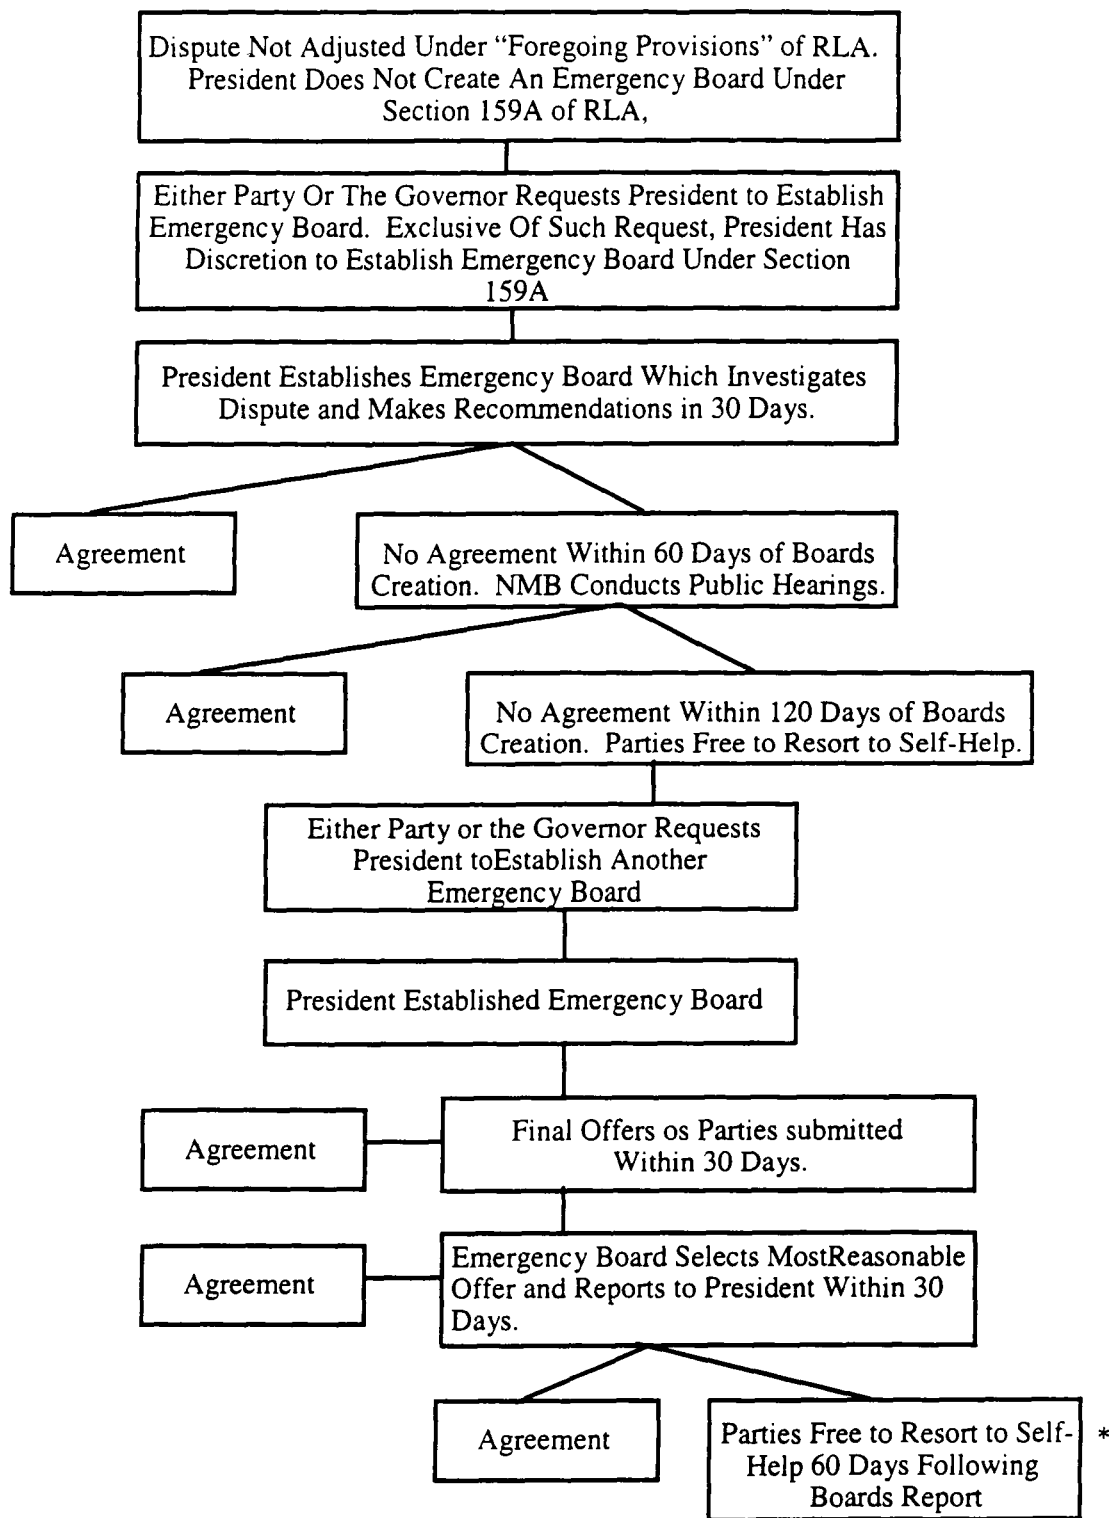 Dispute Not Adjusted Under “Foregoing Provisions” of RLA.
President Does Not Create An Emergency Board Under
Section 159A of RLA,
Either Party Or The Governor Requests President to Establish
Emergency Board. Exclusive Of Such Request, President Has
Discretion to Establish Emergency Board Under Section
159A
President Establishes Emergency Board Which Investigates
Dispute and Makes Recommendations in 30 Days.
Agreement
No Agreement Within 60 Days of Boards
Creation. NMB Conducts Public Hearings.
Agreement
No Agreement Within 120 Days of Boards
Creation. Parties Free to Resort to Self-Help.
Either Party or the Governor Requests
President toEstablish Another
Emergency Board
President Established Emergency Board
Agreement
Final Offers os Parties submitted
Within 30 Days.
Agreement
Emergency Board Selects MostReasonable
Offer and Reports to President Within 30
Days.
Agreement
Parties Free to Resort to Self- *
Help 60 Days Following
Boards Report